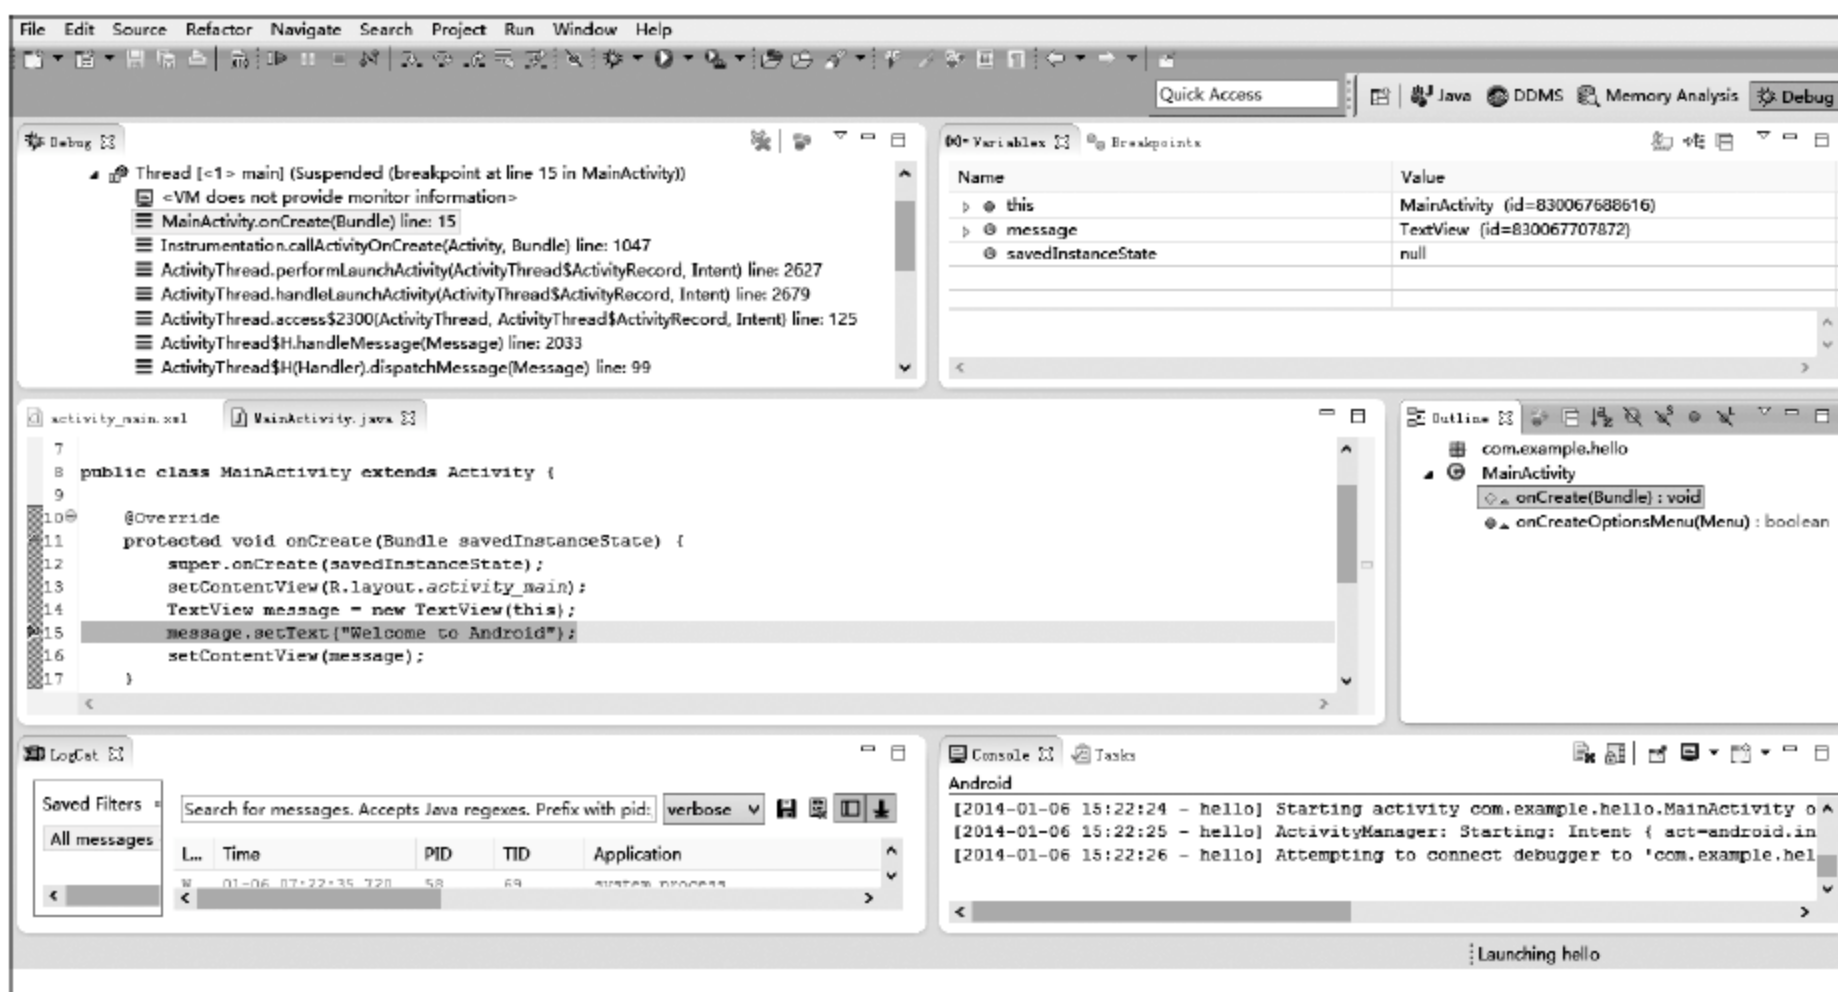 File Edit Source Refactor Navigate Search Project Run Window Help
Quick Access Java DDMS Memory Analysis Debug
Debug
Thread [<1> main] (Suspended (breakpoint at line 15 in MainActivity))
<VM does not provide monitor information>
MainActivity.onCreate(Bundle) line: 15
Instrumentation.callActivityOnCreate(Activity, Bundle) line: 1047
ActivityThread.performLaunchActivity(ActivityThread$ActivityRecord, Intent) line: 2627
ActivityThread.handleLaunchActivity(ActivityThread$ActivityRecord, Intent) line: 2679
ActivityThread.access$2300(ActivityThread, ActivityThread$ActivityRecord, Intent) line: 125
ActivityThread$H.handleMessage(Message) line: 2033
ActivityThread$H(Handler).dispatchMessage(Message) line: 99
(x)= Variables Breakpoints
Name Value
this MainActivity (id=830067688616)
message TextView (id=830067707872)
savedInstanceState null
activity_main.xml MainActivity.java
7
8 public class MainActivity extends Activity {
9
10 @Override
11 protected void onCreate(Bundle savedInstanceState) {
12 super.onCreate(savedInstanceState);
13 setContentView(R.layout.activity_main);
14 TextView message = new TextView(this);
15 message.setText("Welcome to Android");
16 setContentView(message);
17 }
Outline
com.example.hello
MainActivity
onCreate(Bundle) : void
onCreateOptionsMenu(Menu) : boolean
LogCat
Saved Filters
All messages
Search for messages. Accepts Java regexes. Prefix with pid: verbose
L... Time PID TID Application
W 01-06 07:22:35.720 58 69 system_process
Console Tasks
Android
[2014-01-06 15:22:24 - hello] Starting activity com.example.hello.MainActivity o
[2014-01-06 15:22:25 - hello] ActivityManager: Starting: Intent { act=android.in
[2014-01-06 15:22:26 - hello] Attempting to connect debugger to 'com.example.hel
Launching hello